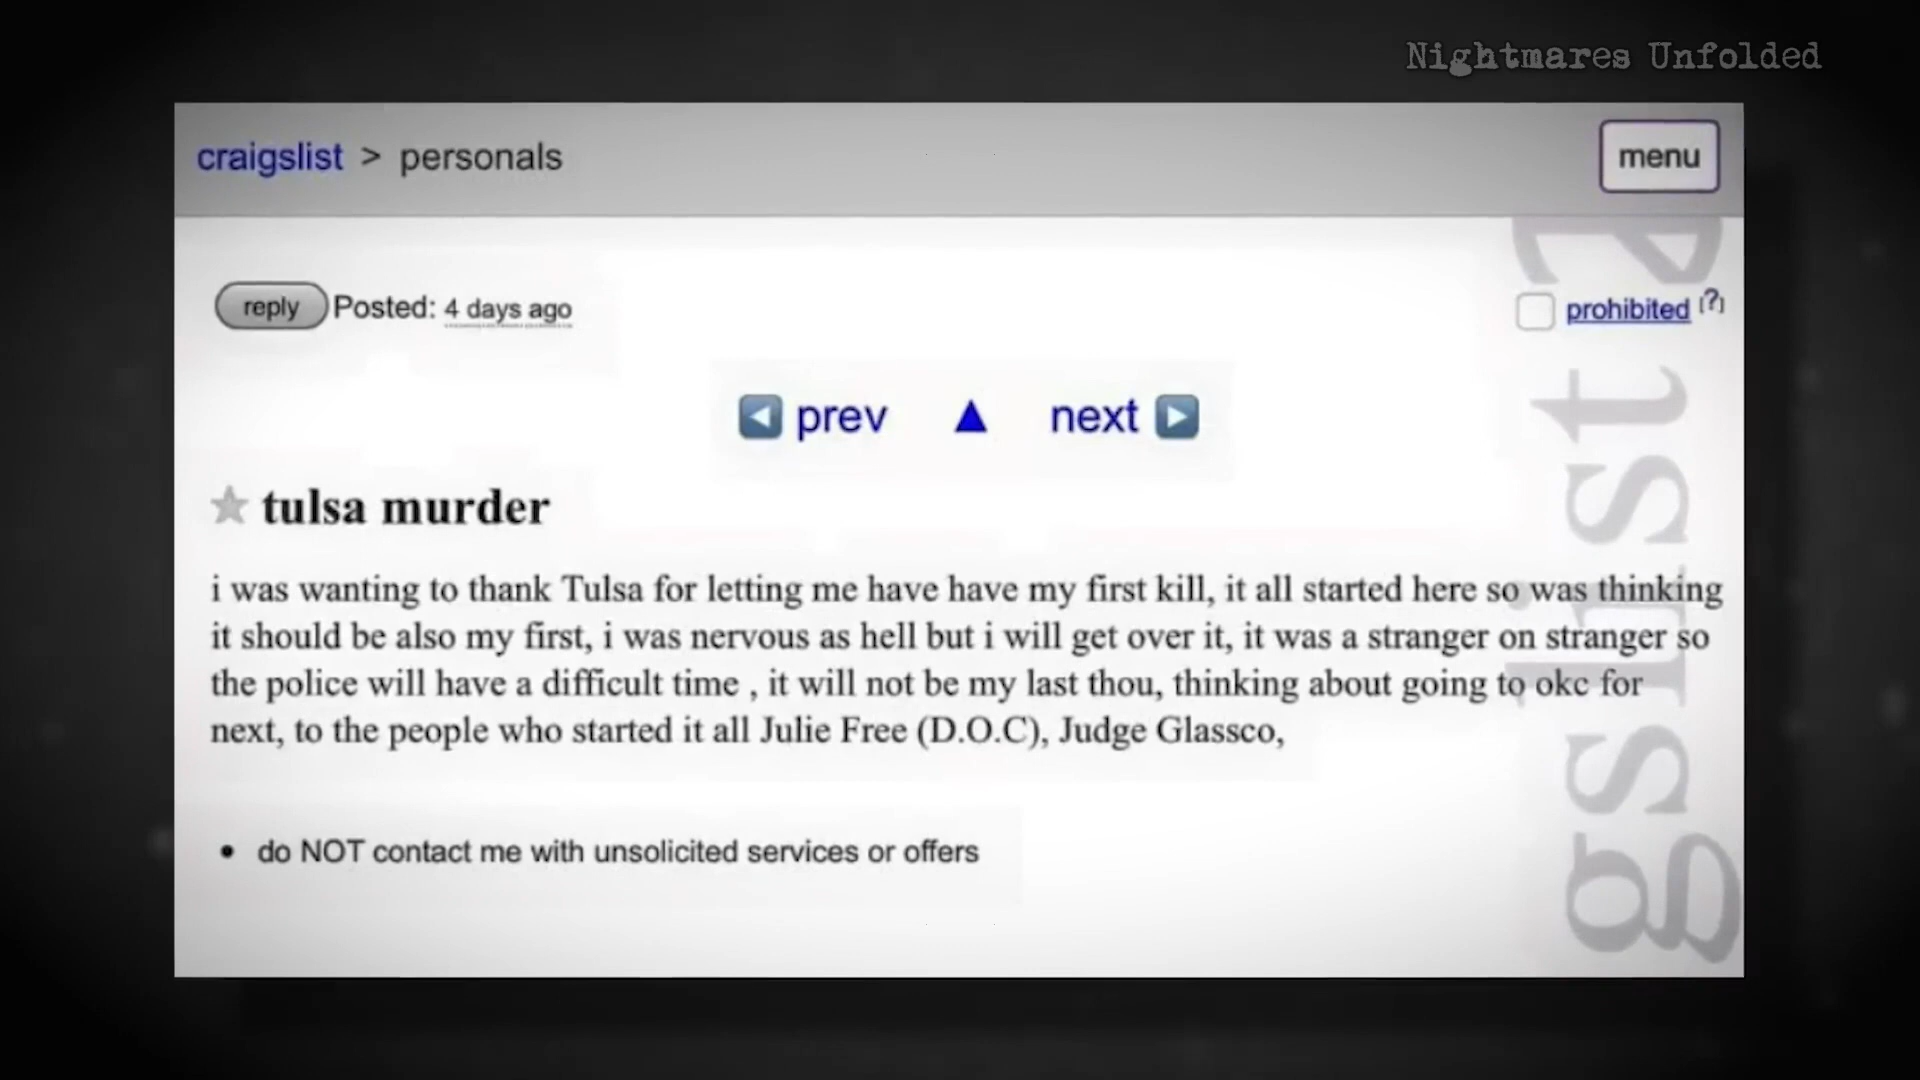 Nightmares Unfolded
craigslist > personals
menu
reply Posted: 4 days ago
prohibited [?]
prev ▲ next
tulsa murder
i was wanting to thank Tulsa for letting me have have my first kill, it all started here so was thinking
it should be also my first, i was nervous as hell but i will get over it, it was a stranger on stranger so
the police will have a difficult time , it will not be my last thou, thinking about going to okc for
next, to the people who started it all Julie Free (D.O.C), Judge Glassco,
• do NOT contact me with unsolicited services or offers
gslist